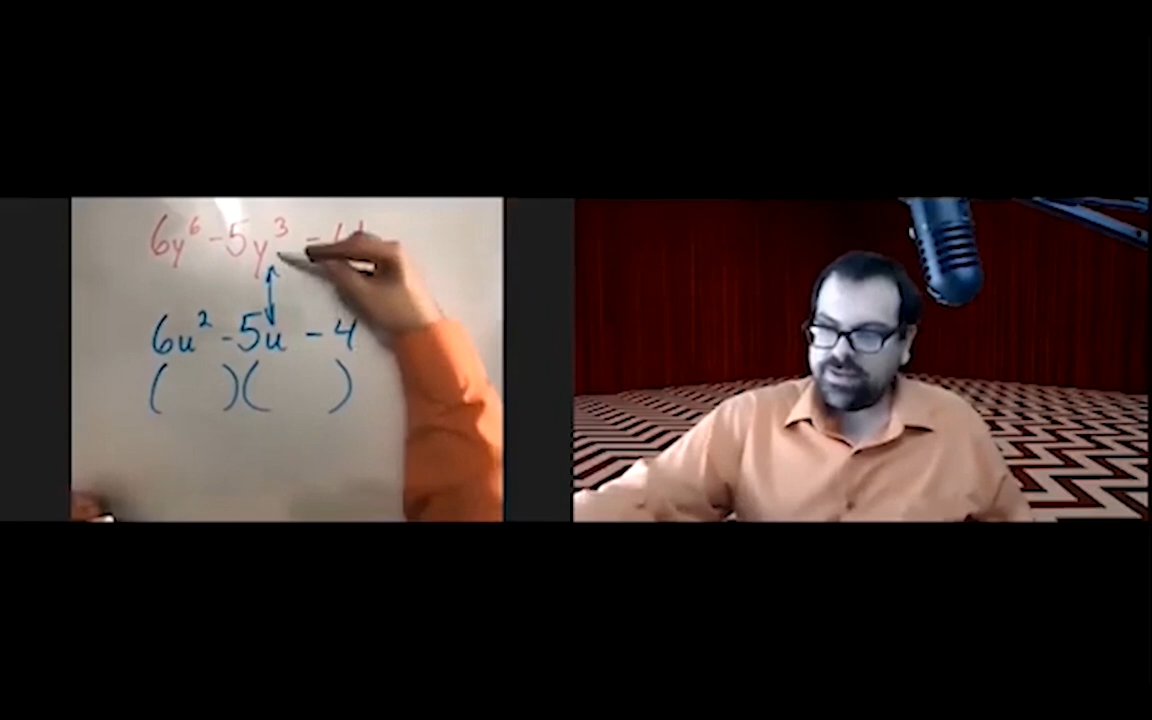 6y⁶ - 5y³ -
6u² - 5u - 4
( )( )